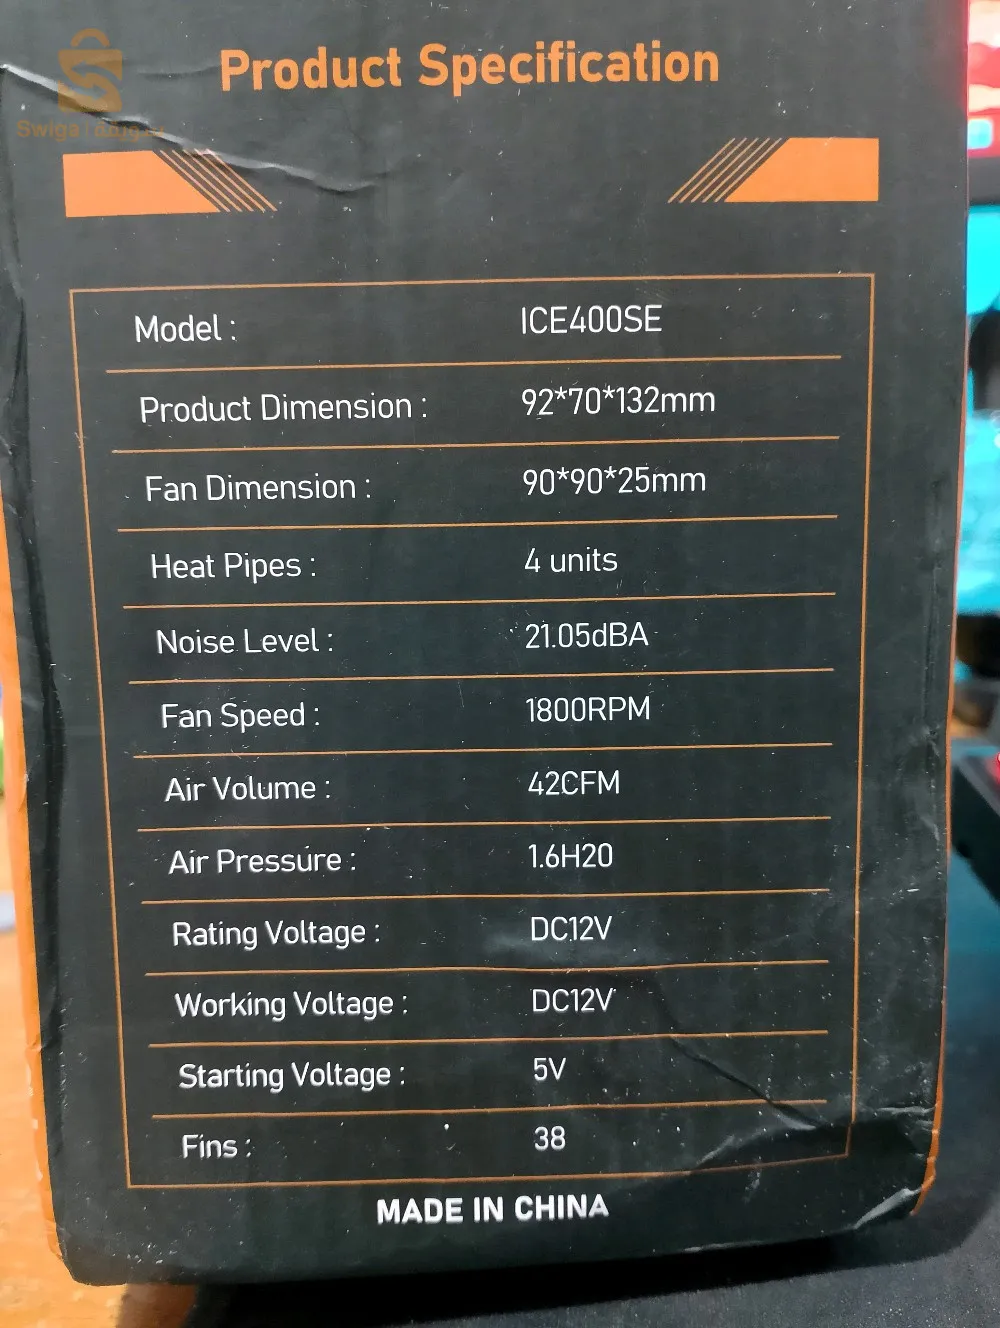 Product Specification
Swiga | سويقة
Model : ICE400SE
Product Dimension : 92*70*132mm
Fan Dimension : 90*90*25mm
Heat Pipes : 4 units
Noise Level : 21.05dBA
Fan Speed : 1800RPM
Air Volume : 42CFM
Air Pressure : 1.6H20
Rating Voltage : DC12V
Working Voltage : DC12V
Starting Voltage : 5V
Fins : 38
MADE IN CHINA